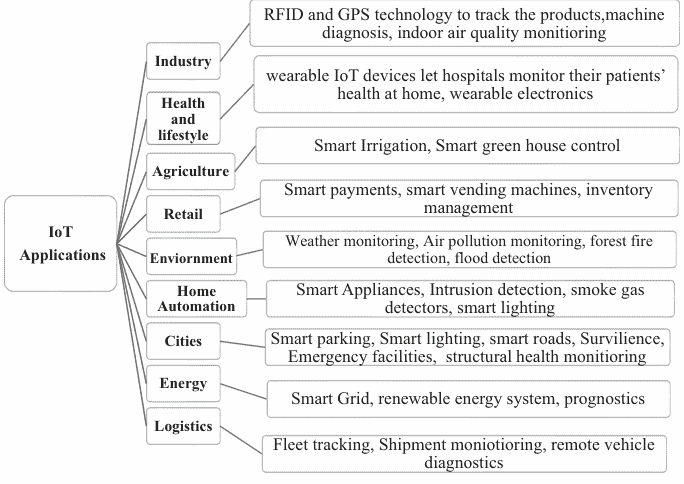 IoT
Applications
Industry
RFID and GPS technology to track the products,machine
diagnosis, indoor air quality monitioring
Health
and
lifestyle
wearable IoT devices let hospitals monitor their patients’
health at home, wearable electronics
Agriculture
Smart Irrigation, Smart green house control
Retail
Smart payments, smart vending machines, inventory
management
Enviornment
Weather monitoring, Air pollution monitoring, forest fire
detection, flood detection
Home
Automation
Smart Appliances, Intrusion detection, smoke gas
detectors, smart lighting
Cities
Smart parking, Smart lighting, smart roads, Survilience,
Emergency facilities, structural health monitioring
Energy
Smart Grid, renewable energy system, prognostics
Logistics
Fleet tracking, Shipment moniotioring, remote vehicle
diagnostics